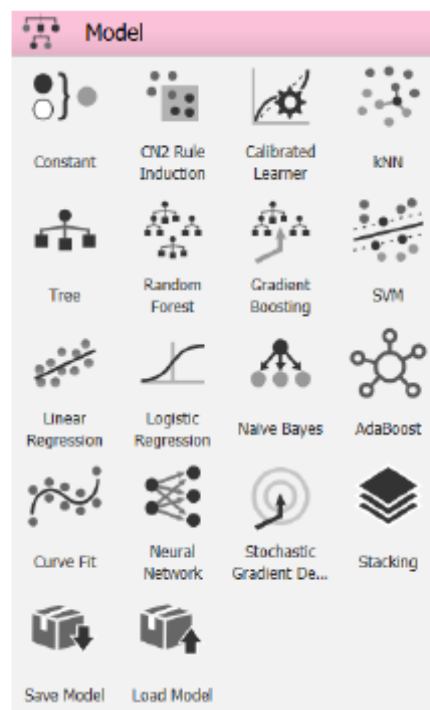 Model
Constant
CN2 Rule
Induction
Calibrated
Learner
kNN
Tree
Random
Forest
Gradient
Boosting
SVM
Linear
Regression
Logistic
Regression
Naive Bayes
AdaBoost
Curve Fit
Neural
Network
Stochastic
Gradient De...
Stacking
Save Model
Load Model